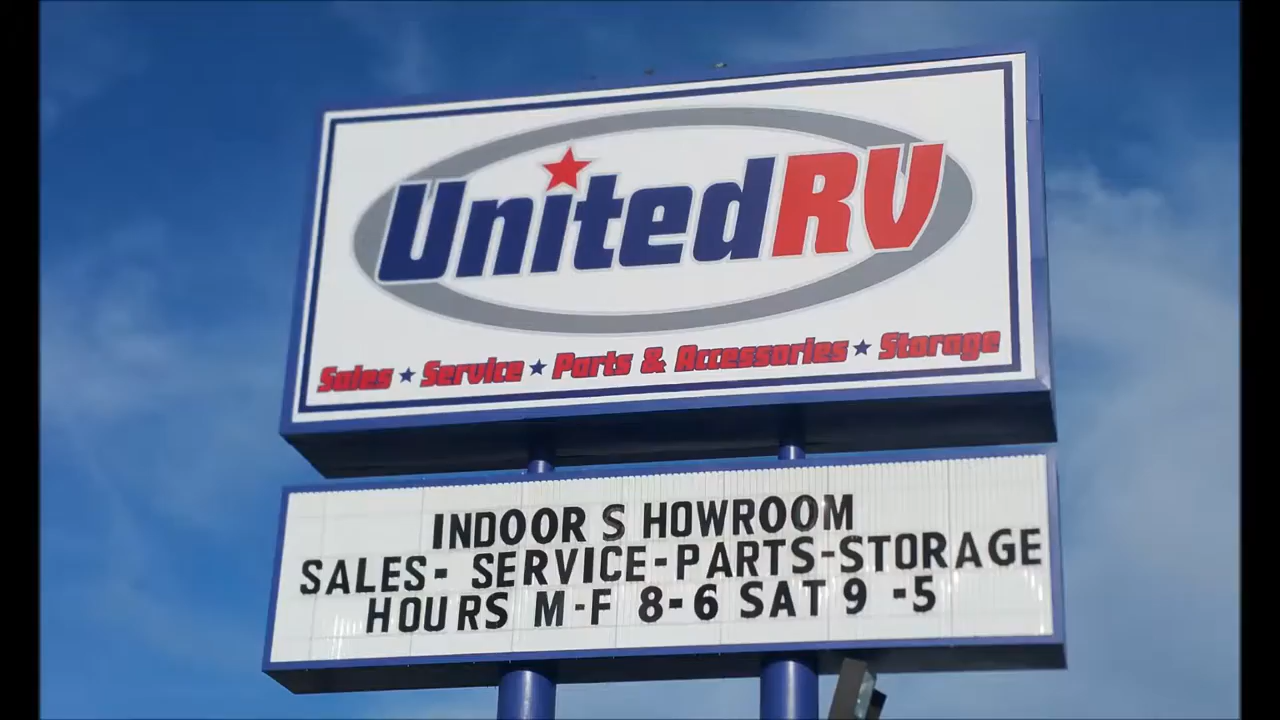 UnitedRV
Sales ★ Service ★ Parts & Accessories ★ Storage
INDOOR S HOWROOM
SALES- SERVICE-PARTS-STORAGE
HOURS M-F 8-6 SAT 9 -5